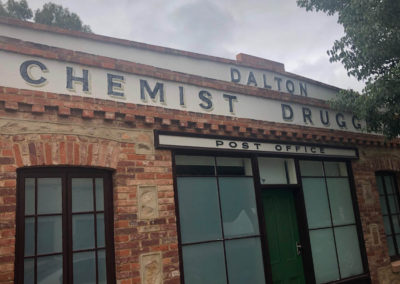 DALTON
CHEMIST DRUGG
POST OFFICE